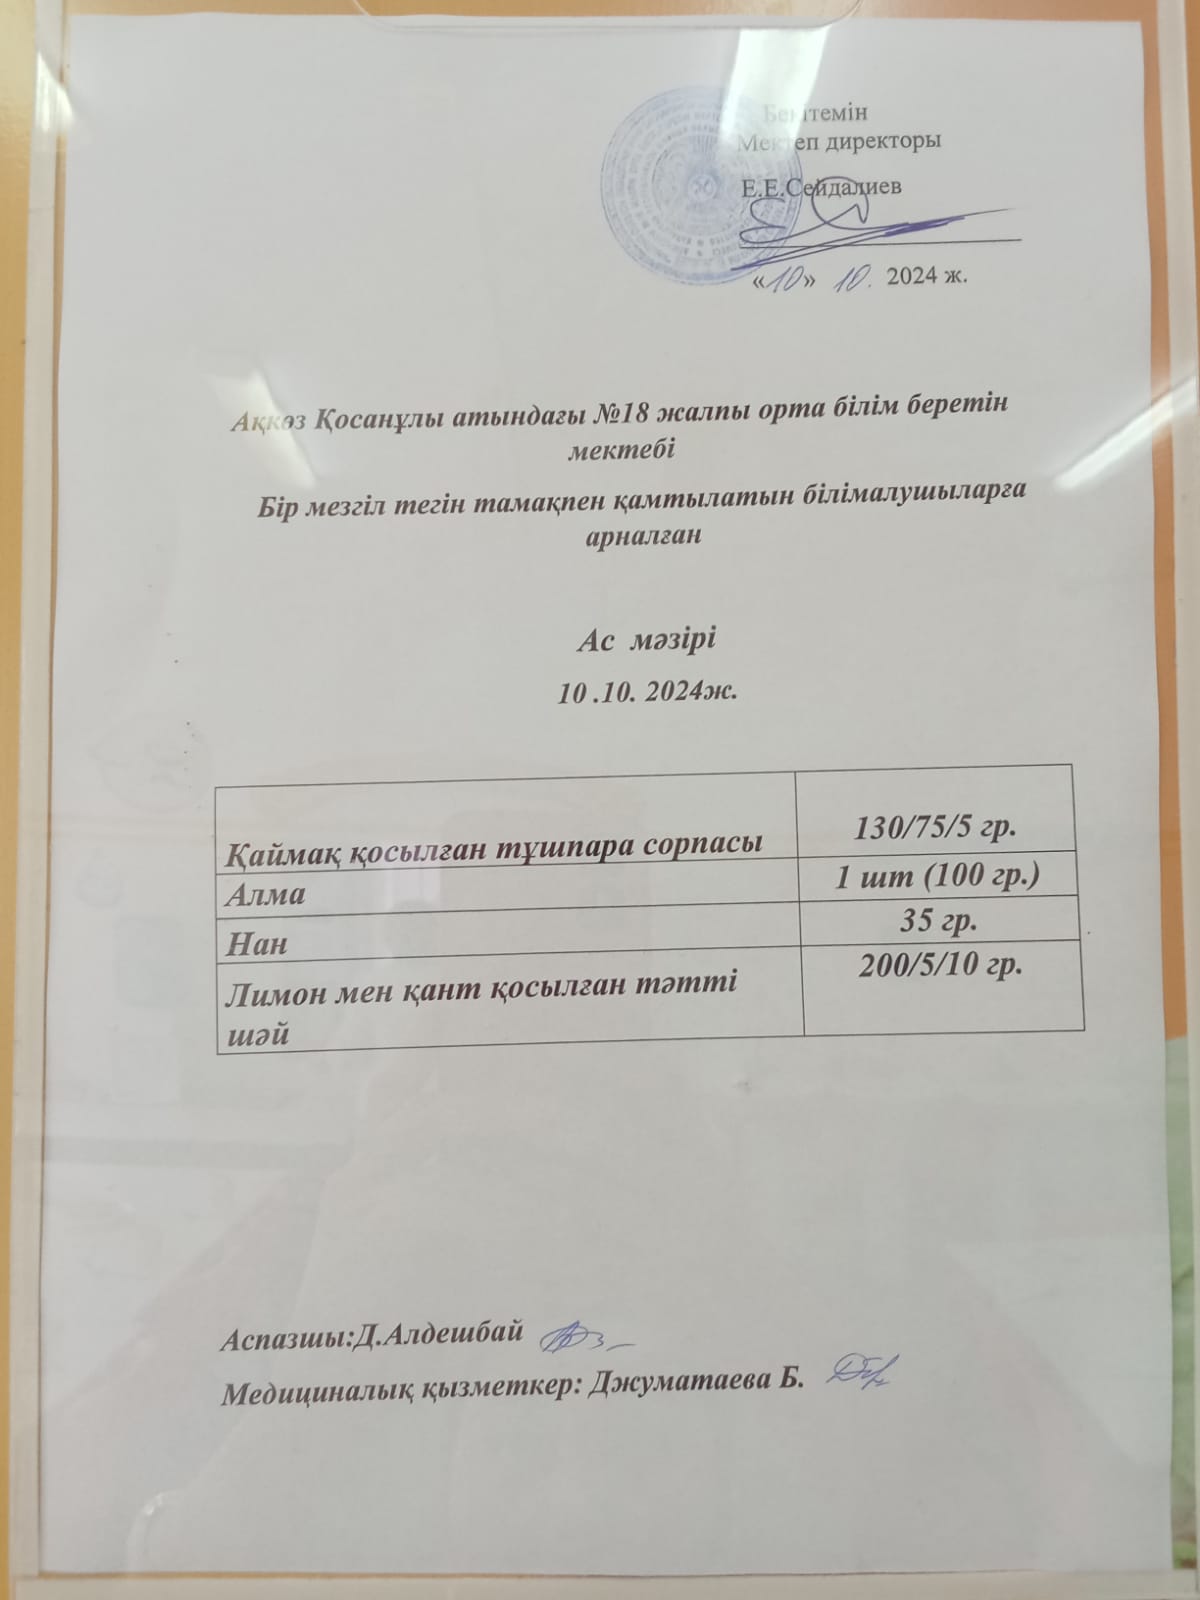 Бекітемін
Мектеп директоры
Е.Е.Сейдалиев
«10» 10. 2024 ж.
Ақкөз Қосанұлы атындағы №18 жалпы орта білім беретін
мектебі
Бір мезгіл тегін тамақпен қамтылатын білімалушыларға
арналған
Ас мәзірі
10 .10. 2024ж.
Қаймақ қосылған тұшпара сорпасы 130/75/5 гр.
Алма 1 шт (100 гр.)
Нан 35 гр.
Лимон мен қант қосылған тәтті 200/5/10 гр.
шәй
Аспазшы:Д.Алдешбай
Медициналық қызметкер: Джуматаева Б.